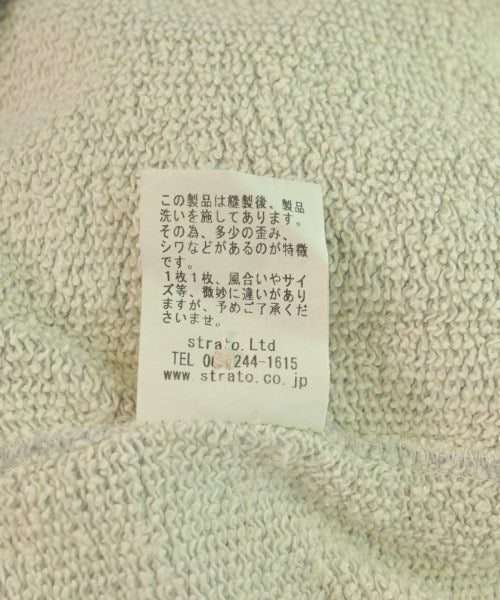 この製品は縫製後、製品
洗いを施してあります。
その為、多少の歪み、
シワなどがあるのが特徴
です。
1枚1枚、風合いやサイ
ズ等、微妙に違いがあり
ますが、予めご了承くだ
さいませ。
strato.Ltd
TEL 244-1615
www.strato.co.jp